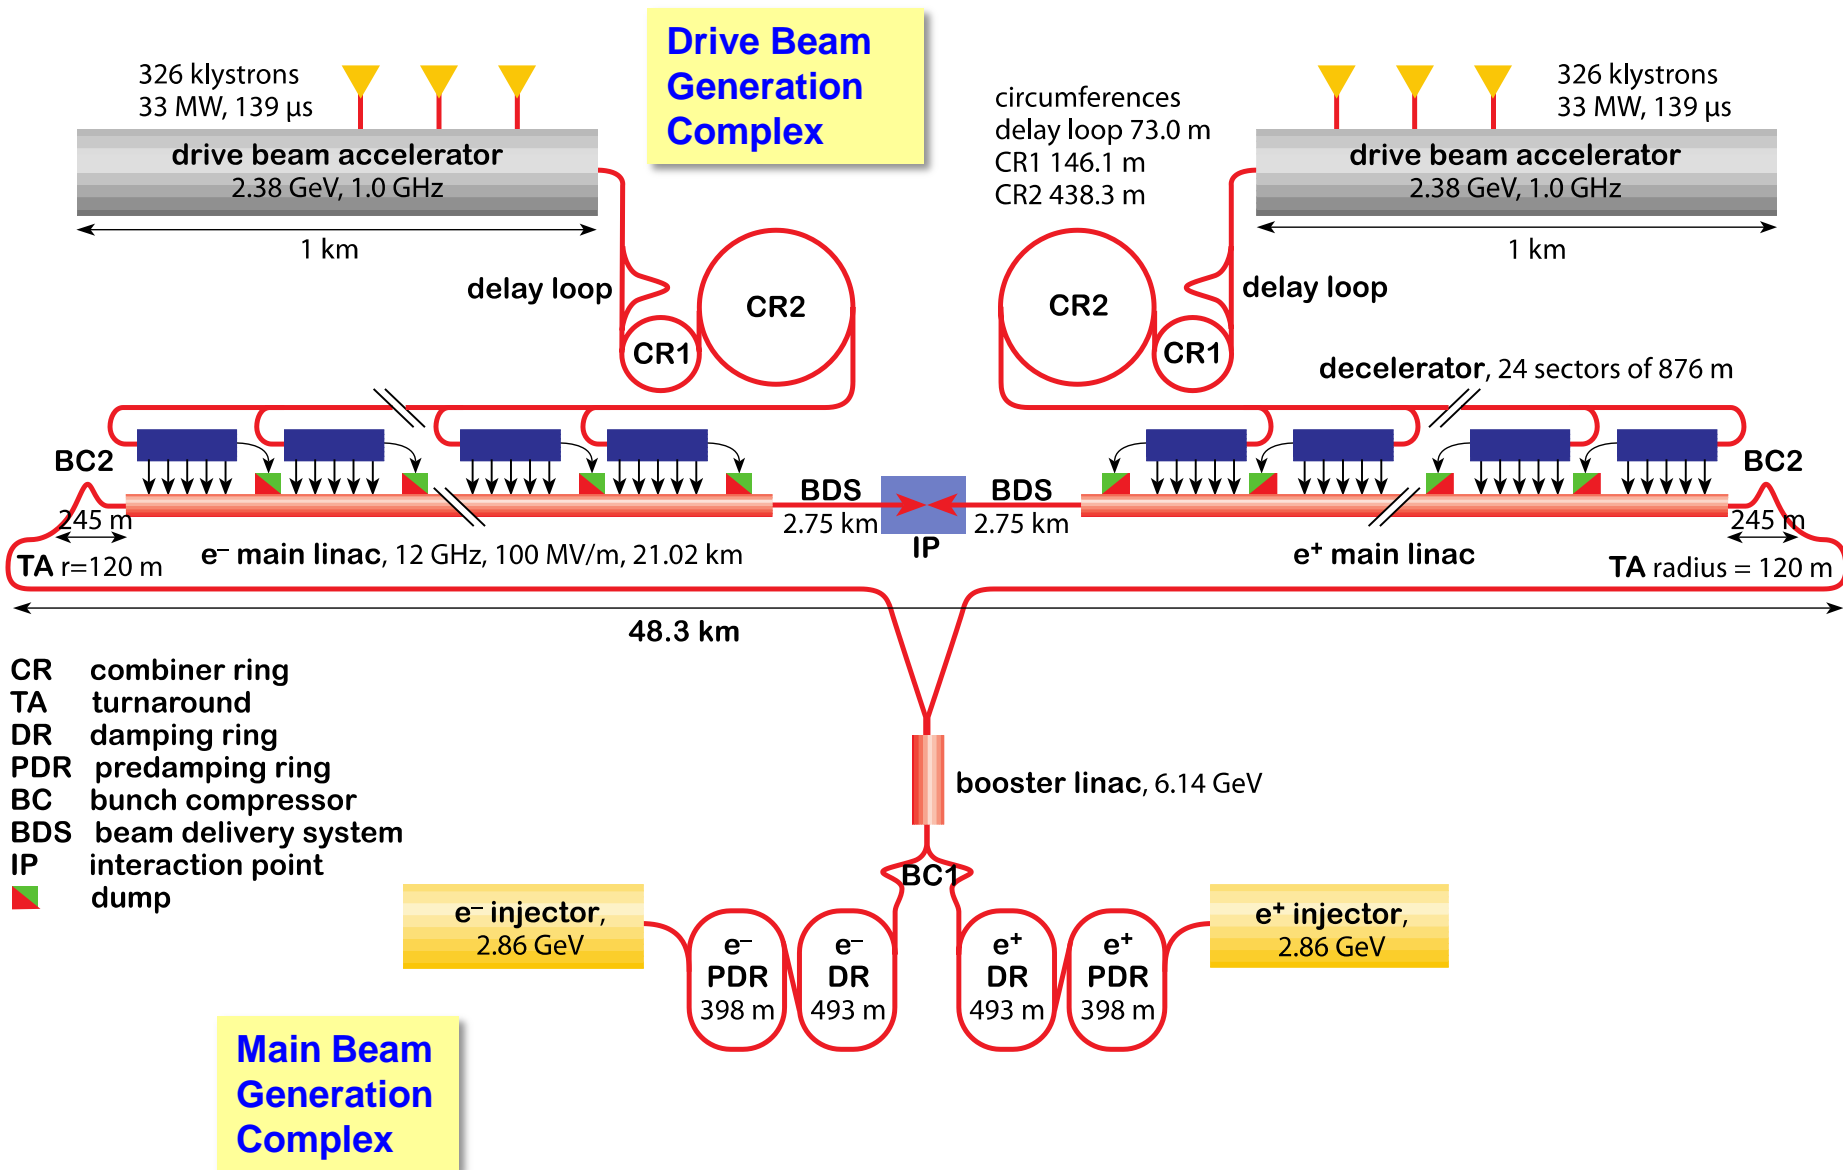 Drive Beam
Generation
Complex
326 klystrons
33 MW, 139 µs
drive beam accelerator
2.38 GeV, 1.0 GHz
1 km
circumferences
delay loop 73.0 m
CR1 146.1 m
CR2 438.3 m
326 klystrons
33 MW, 139 µs
drive beam accelerator
2.38 GeV, 1.0 GHz
1 km
delay loop
CR2
CR1
CR2
CR1
delay loop
decelerator, 24 sectors of 876 m
BC2
245 m
TA r=120 m
e⁻ main linac, 12 GHz, 100 MV/m, 21.02 km
BDS
2.75 km
IP
BDS
2.75 km
e⁺ main linac
BC2
245 m
TA radius = 120 m
48.3 km
CR combiner ring
TA turnaround
DR damping ring
PDR predamping ring
BC bunch compressor
BDS beam delivery system
IP interaction point
dump
booster linac, 6.14 GeV
BC1
e⁻ injector,
2.86 GeV
e⁻
PDR
398 m
e⁻
DR
493 m
e⁺
DR
493 m
e⁺
PDR
398 m
e⁺ injector,
2.86 GeV
Main Beam
Generation
Complex